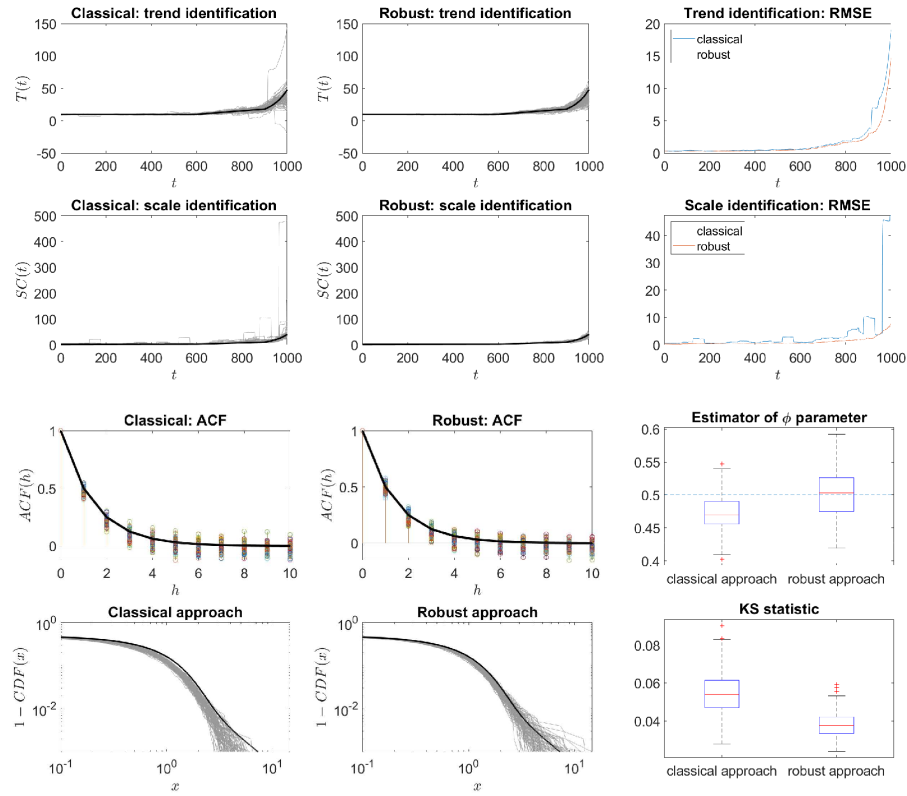 Classical: trend identification
150
100
50
0
-50
T(t)
0 200 400 600 800 1000
t
Robust: trend identification
150
100
50
0
-50
T(t)
0 200 400 600 800 1000
t
Trend identification: RMSE
20
15
10
5
0
classical
robust
0 200 400 600 800 1000
t
Classical: scale identification
500
400
300
200
100
0
SC(t)
0 200 400 600 800 1000
t
Robust: scale identification
500
400
300
200
100
0
SC(t)
0 200 400 600 800 1000
t
Scale identification: RMSE
40
30
20
10
0
classical
robust
0 200 400 600 800 1000
t
Classical: ACF
1
0.5
0
ACF(h)
0 2 4 6 8 10
h
Robust: ACF
1
0.5
0
ACF(h)
0 2 4 6 8 10
h
Estimator of ϕ parameter
0.6
0.55
0.5
0.45
0.4
classical approach robust approach
Classical approach
10^0
10^-2
1 − CDF(x)
10^-1 10^0 10^1
x
Robust approach
10^0
10^-2
1 − CDF(x)
10^-1 10^0 10^1
x
KS statistic
0.08
0.06
0.04
classical approach robust approach